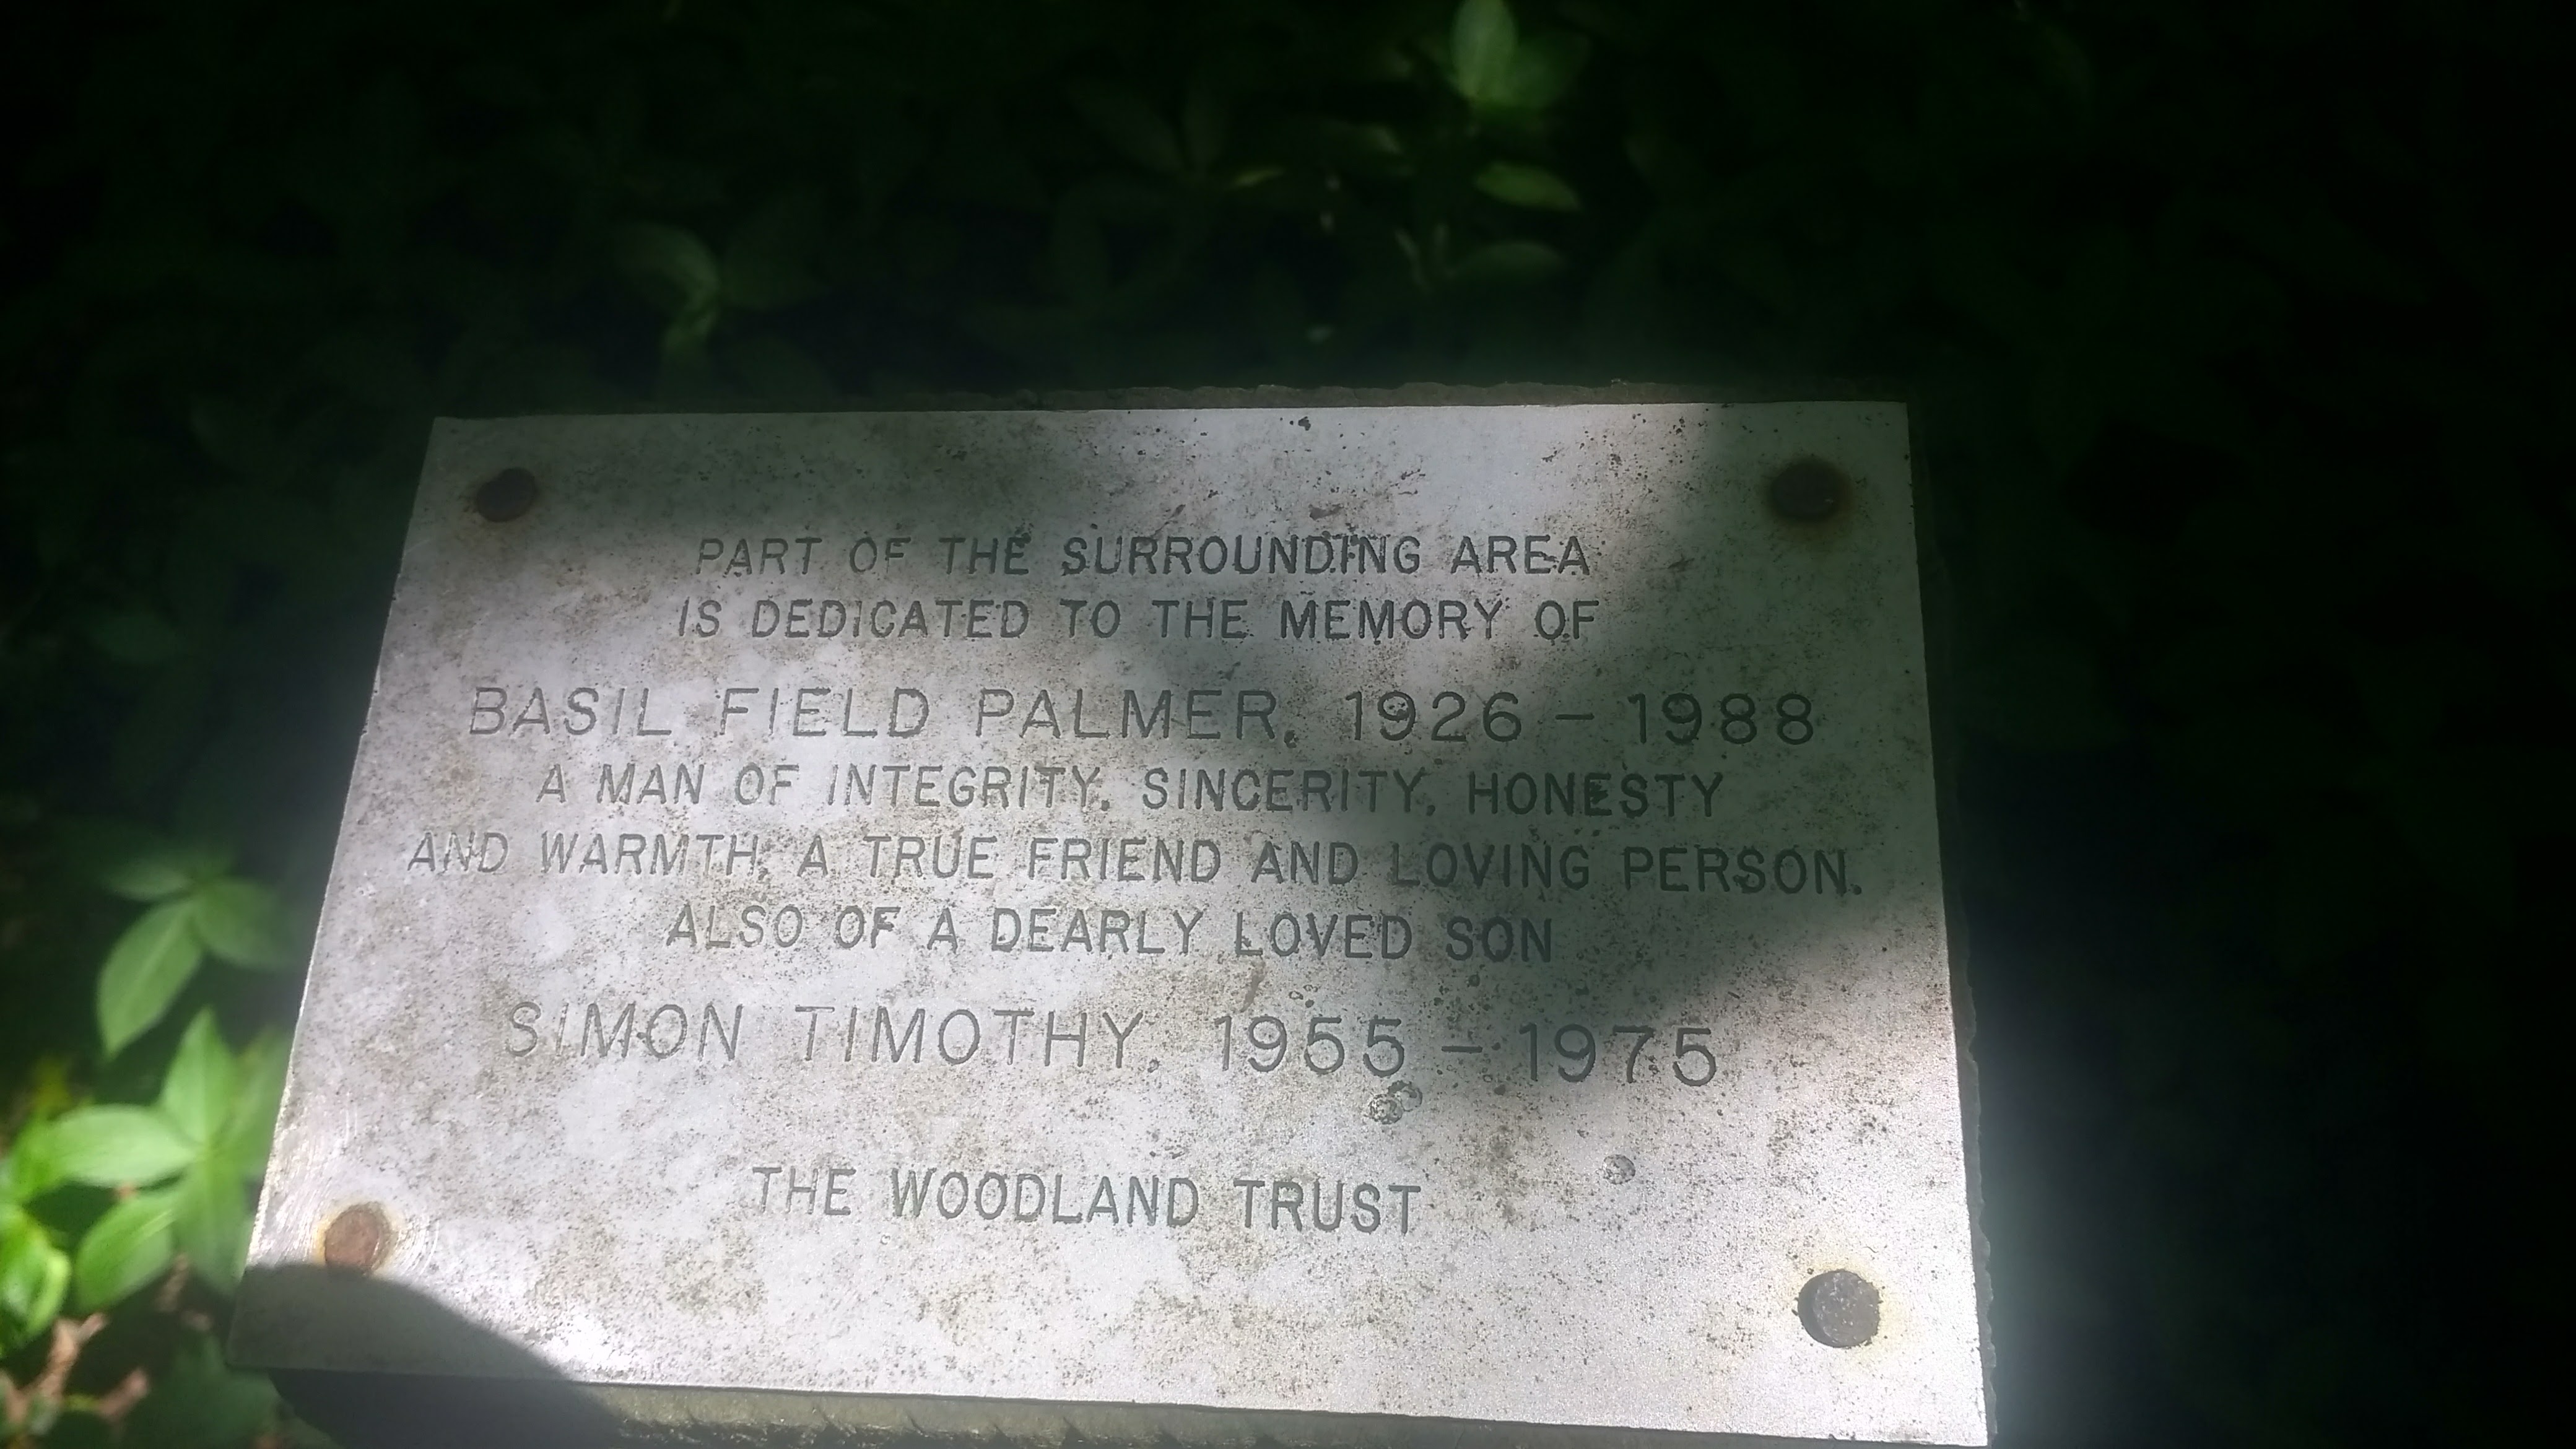 PART OF THE SURROUNDING AREA
IS DEDICATED TO THE MEMORY OF
BASIL FIELD PALMER, 1926 – 1988
A MAN OF INTEGRITY, SINCERITY, HONESTY
AND WARMTH, A TRUE FRIEND AND LOVING PERSON.
ALSO OF A DEARLY LOVED SON
SIMON TIMOTHY, 1955 – 1975
THE WOODLAND TRUST